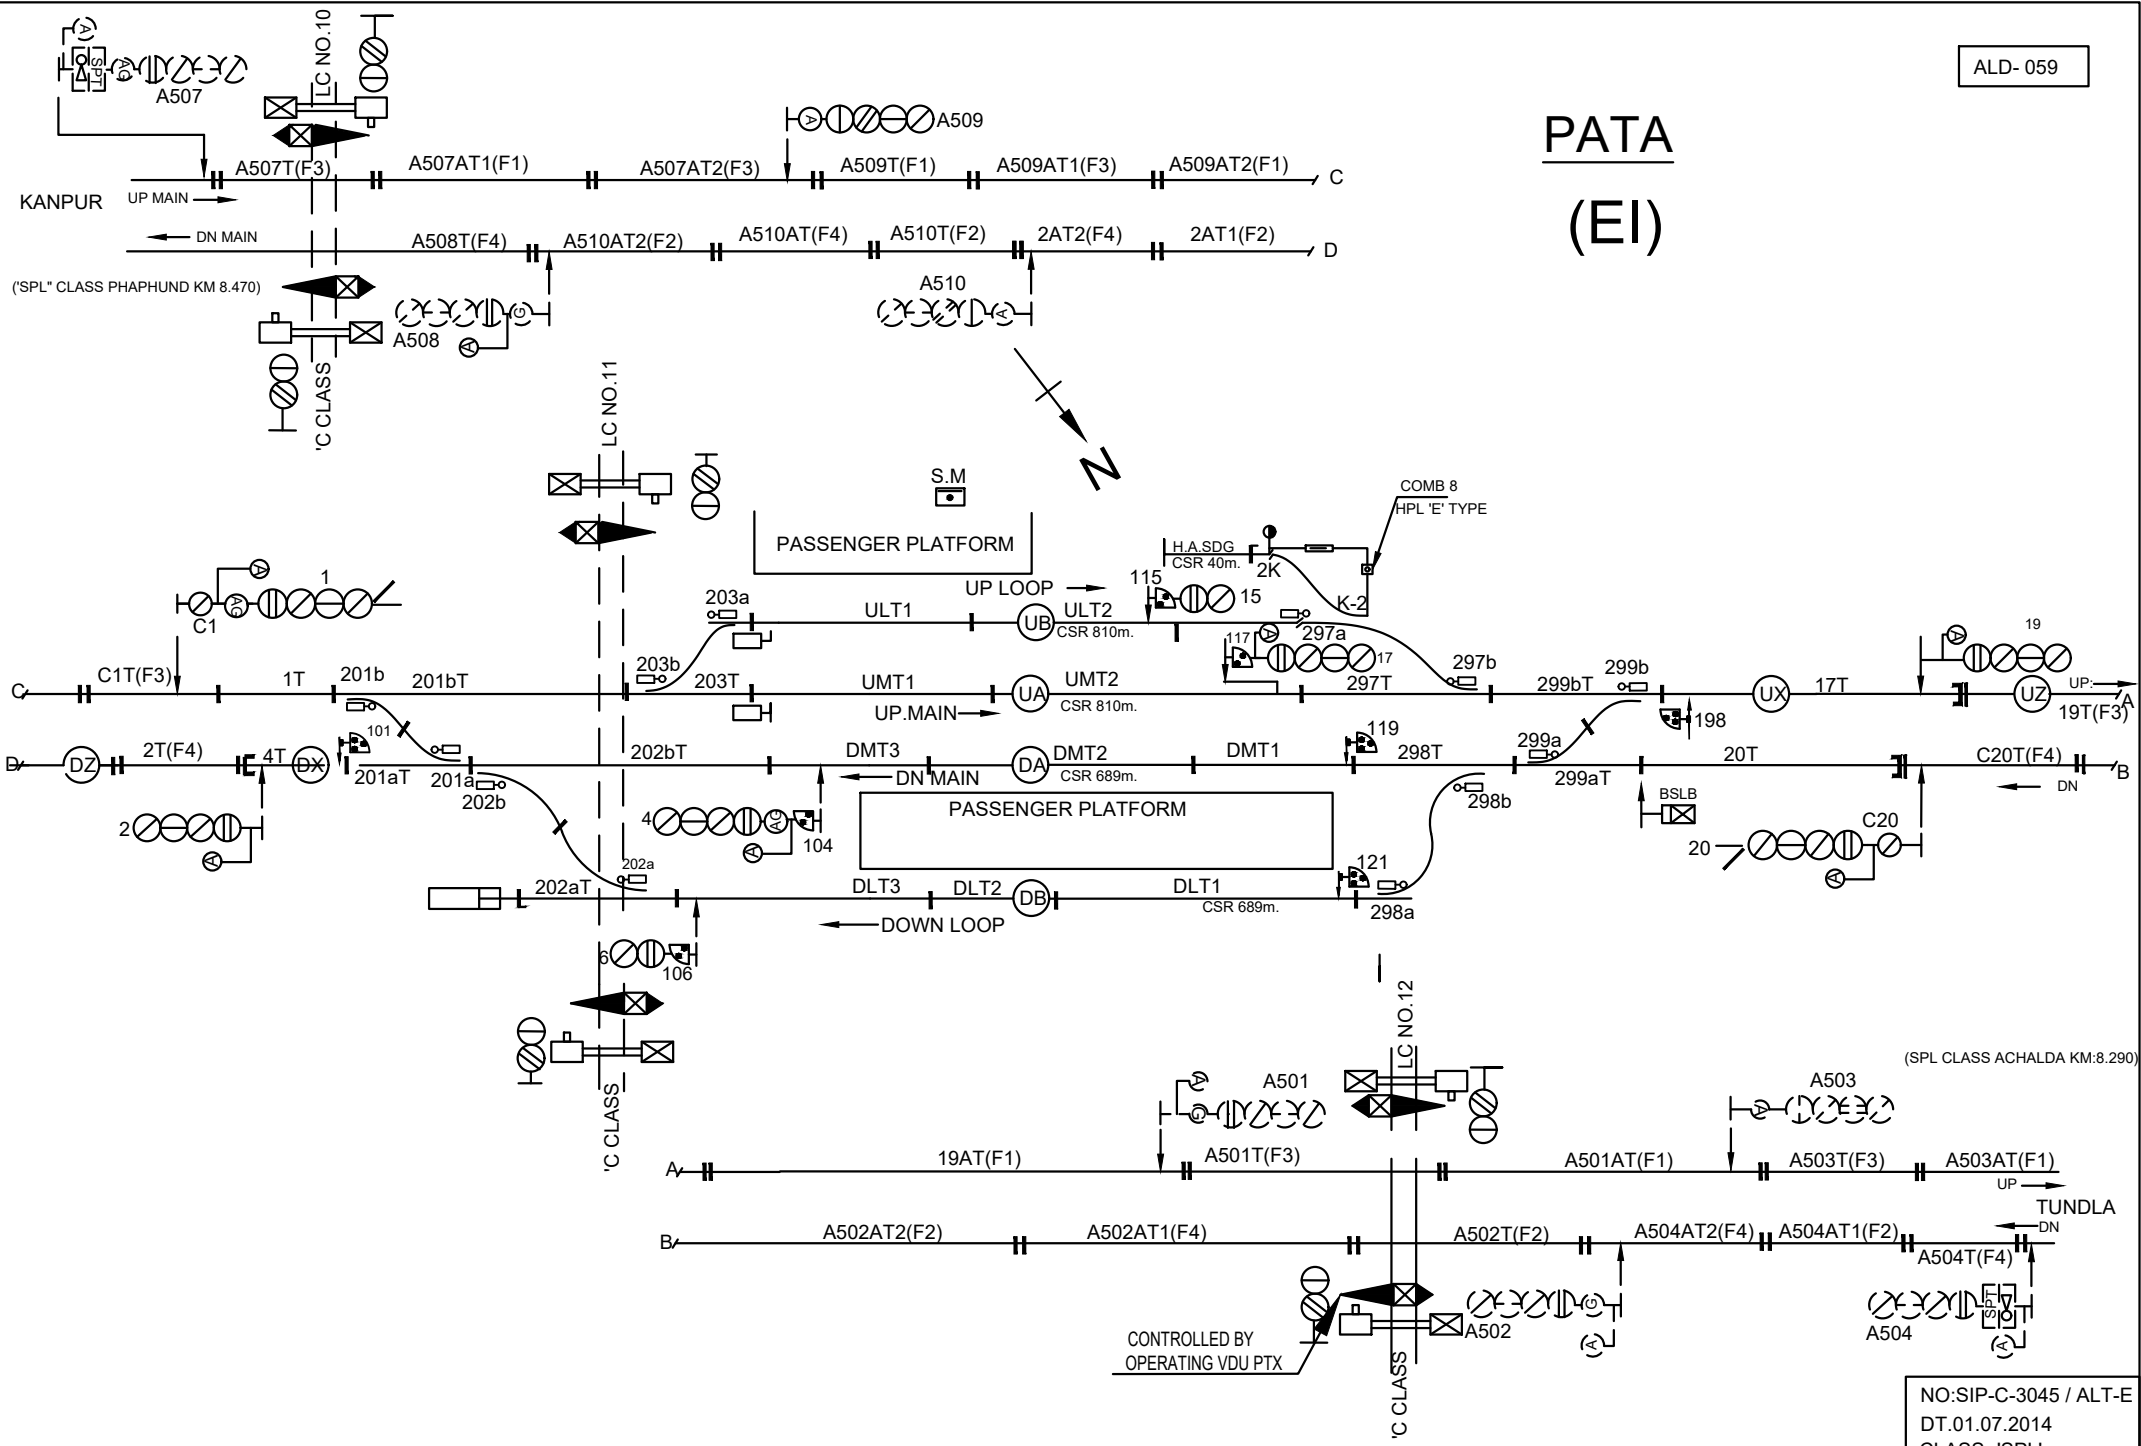 ALD- 059
PATA
(EI)
A
SPT
AG
A507
LC NO.10
A
A509
A507T(F3)
A507AT1(F1)
A507AT2(F3)
A509T(F1)
A509AT1(F3)
A509AT2(F1)
C
KANPUR
UP MAIN
DN MAIN
A508T(F4)
A510AT2(F2)
A510AT(F4)
A510T(F2)
2AT2(F4)
2AT1(F2)
D
('SPL" CLASS PHAPHUND KM 8.470)
G
A508
A
A510
A
'C CLASS
LC NO.11
N
S.M
PASSENGER PLATFORM
COMB 8
HPL 'E' TYPE
H.A.SDG
CSR 40m.
2K
K-2
A
1
AG
C1
UP LOOP
115
15
203a
ULT1
UB
ULT2
CSR 810m.
117
A
297a
17
A
19
C
C1T(F3)
1T
201b
201bT
203b
203T
UMT1
UA
UMT2
CSR 810m.
297T
297b
299bT
299b
UX
17T
UZ
UP:
A
19T(F3)
UP.MAIN
101
198
D
DZ
2T(F4)
4T
DX
201aT
201a
202b
202bT
DMT3
DA
DMT2
CSR 689m.
DMT1
119
298T
299a
299aT
20T
C20T(F4)
B
DN MAIN
DN
298b
BSLB
2
A
4
AG
104
A
PASSENGER PLATFORM
20
C20
A
202a
202aT
DLT3
DLT2
DB
DLT1
CSR 689m.
121
298a
DOWN LOOP
6
106
'C CLASS
LC NO.12
(SPL CLASS ACHALDA KM:8.290)
A
G
A501
A503
A
A
19AT(F1)
A501T(F3)
A501AT(F1)
A503T(F3)
A503AT(F1)
UP
TUNDLA
DN
B
A502AT2(F2)
A502AT1(F4)
A502T(F2)
A504AT2(F4)
A504AT1(F2)
A504T(F4)
G
A502
A
SPT
A504
A
CONTROLLED BY
OPERATING VDU PTX
'C CLASS
NO:SIP-C-3045 / ALT-E
DT.01.07.2014